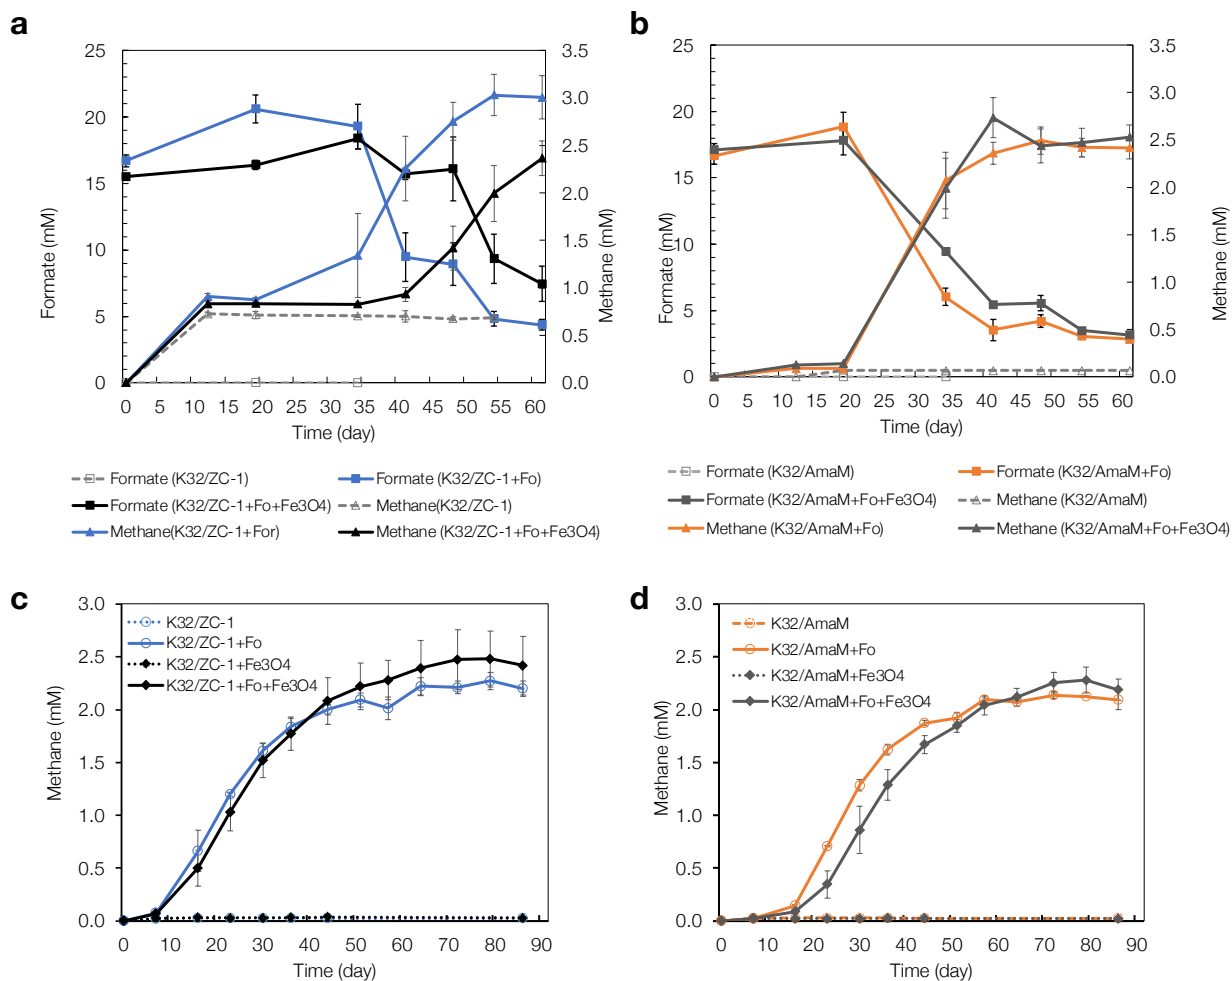 a
b
25
20
15
10
5
0
3.5
3.0
2.5
2.0
1.5
1.0
0.5
0.0
0 5 10 15 20 25 30 35 40 45 50 55 60
Formate (mM)
Methane (mM)
Time (day)
25
20
15
10
5
0
3.5
3.0
2.5
2.0
1.5
1.0
0.5
0.0
0 5 10 15 20 25 30 35 40 45 50 55 60
Formate (mM)
Methane (mM)
Time (day)
Formate (K32/ZC-1)
Formate (K32/ZC-1+Fo)
Formate (K32/ZC-1+Fo+Fe3O4)
Methane(K32/ZC-1)
Methane(K32/ZC-1+For)
Methane (K32/ZC-1+Fo+Fe3O4)
Formate (K32/AmaM)
Formate (K32/AmaM+Fo)
Formate (K32/AmaM+Fo+Fe3O4)
Methane (K32/AmaM)
Methane (K32/AmaM+Fo)
Methane (K32/AmaM+Fo+Fe3O4)
c
d
3.0
2.5
2.0
1.5
1.0
0.5
0.0
K32/ZC-1
K32/ZC-1+Fo
K32/ZC-1+Fe3O4
K32/ZC-1+Fo+Fe3O4
Methane (mM)
0 10 20 30 40 50 60 70 80 90
Time (day)
3.0
2.5
2.0
1.5
1.0
0.5
0.0
K32/AmaM
K32/AmaM+Fo
K32/AmaM+Fe3O4
K32/AmaM+Fo+Fe3O4
Methane (mM)
0 10 20 30 40 50 60 70 80 90
Time (day)